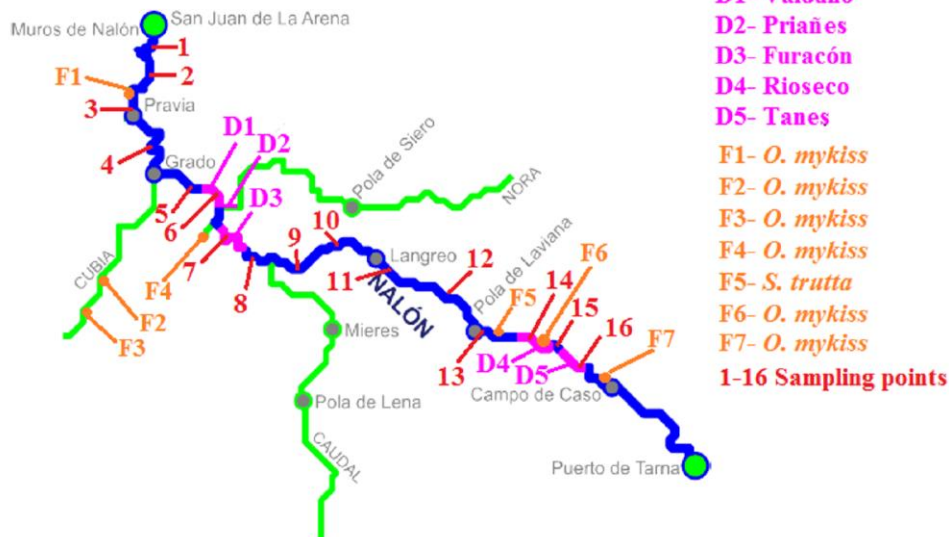 San Juan de La Arena
Muros de Nalón
1
F1
2
3
Pravia
4
Grado
D1
D2
D3
Pola de Siero
NORA
5
6
7
8
9
10
11
Langreo
NALÓN
12
Pola de Laviana
13
F5
14
F6
15
16
F7
D4
D5
Campo de Caso
Puerto de Tarna
CUBIA
F4
F2
F3
Mieres
Pola de Lena
CAUDAL
D2- Priañes
D3- Furacón
D4- Rioseco
D5- Tanes
F1- O. mykiss
F2- O. mykiss
F3- O. mykiss
F4- O. mykiss
F5- S. trutta
F6- O. mykiss
F7- O. mykiss
1-16 Sampling points